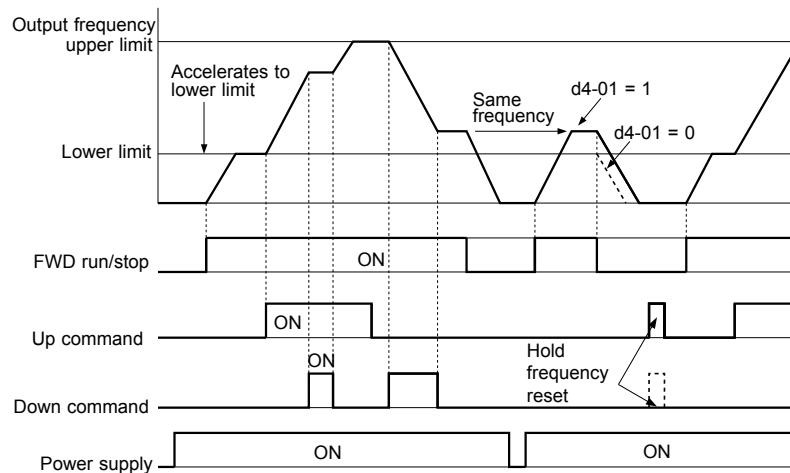 Output frequency
upper limit
Accelerates to
lower limit
Same
frequency
d4-01 = 1
d4-01 = 0
Lower limit
FWD run/stop
ON
Up command
ON
ON
Hold
frequency
reset
Down command
Power supply
ON
ON